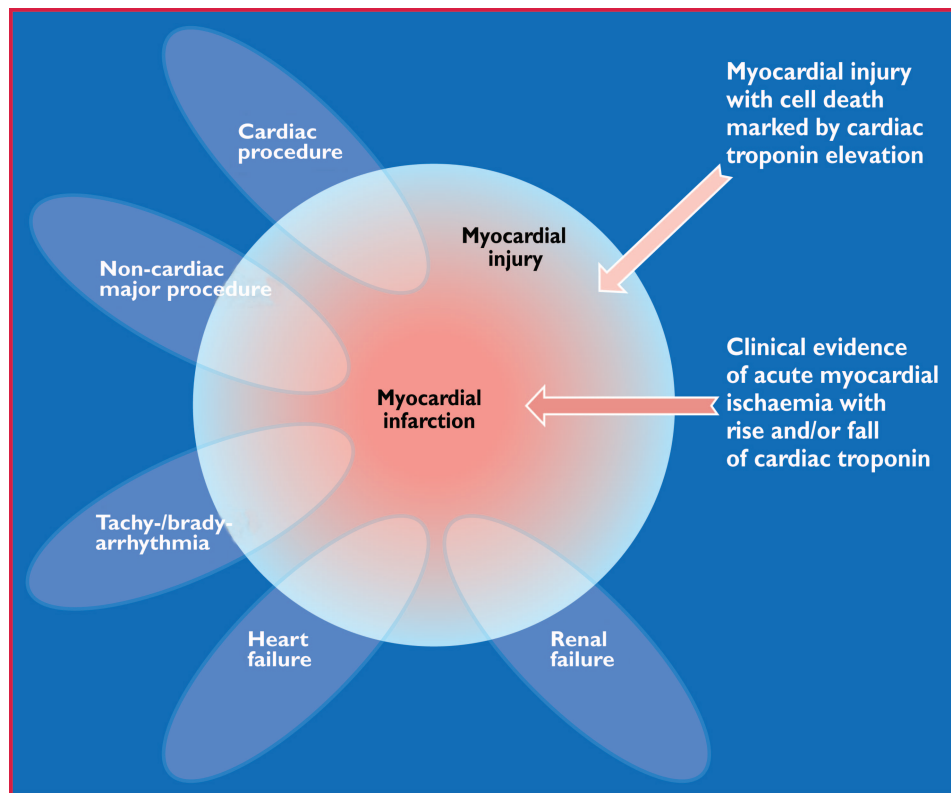 Cardiac
procedure
Non-cardiac
major procedure
Tachy-/brady-
arrhythmia
Heart
failure
Renal
failure
Myocardial
injury
Myocardial
infarction
Myocardial injury
with cell death
marked by cardiac
troponin elevation
Clinical evidence
of acute myocardial
ischaemia with
rise and/or fall
of cardiac troponin